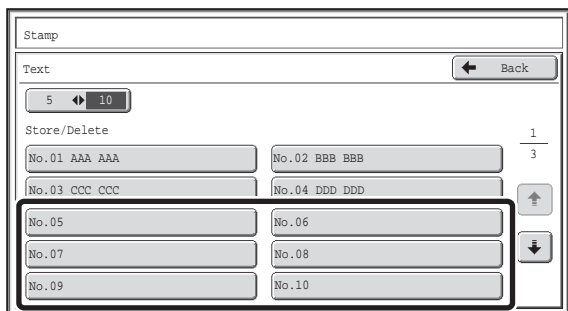 Stamp
Text
Back
5 10
Store/Delete
1
3
No.01 AAA AAA
No.02 BBB BBB
No.03 CCC CCC
No.04 DDD DDD
No.05
No.06
No.07
No.08
No.09
No.10